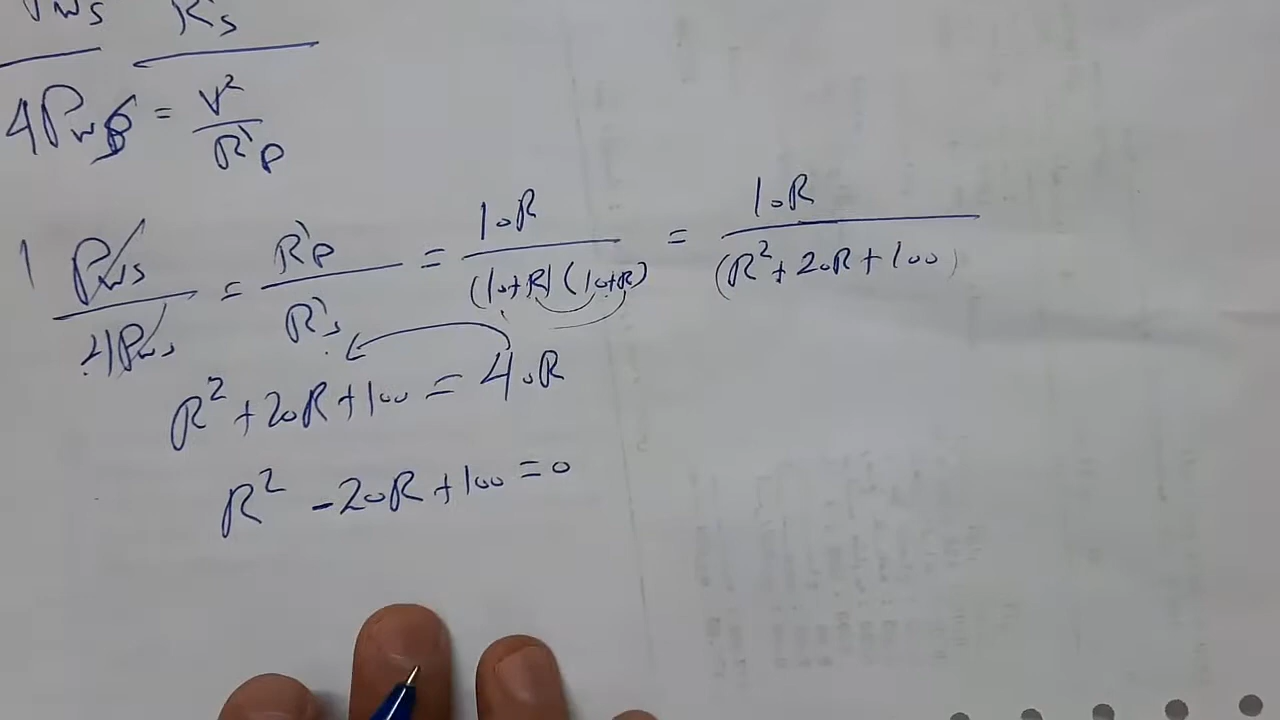 4Pws = V² / R`P
1 Pws / 4Pws = R`P / R`s = 10R / (10+R)(10+R) = 10R / (R²+20R+100)
R²+20R+100 = 40R
R² -20R+100=0